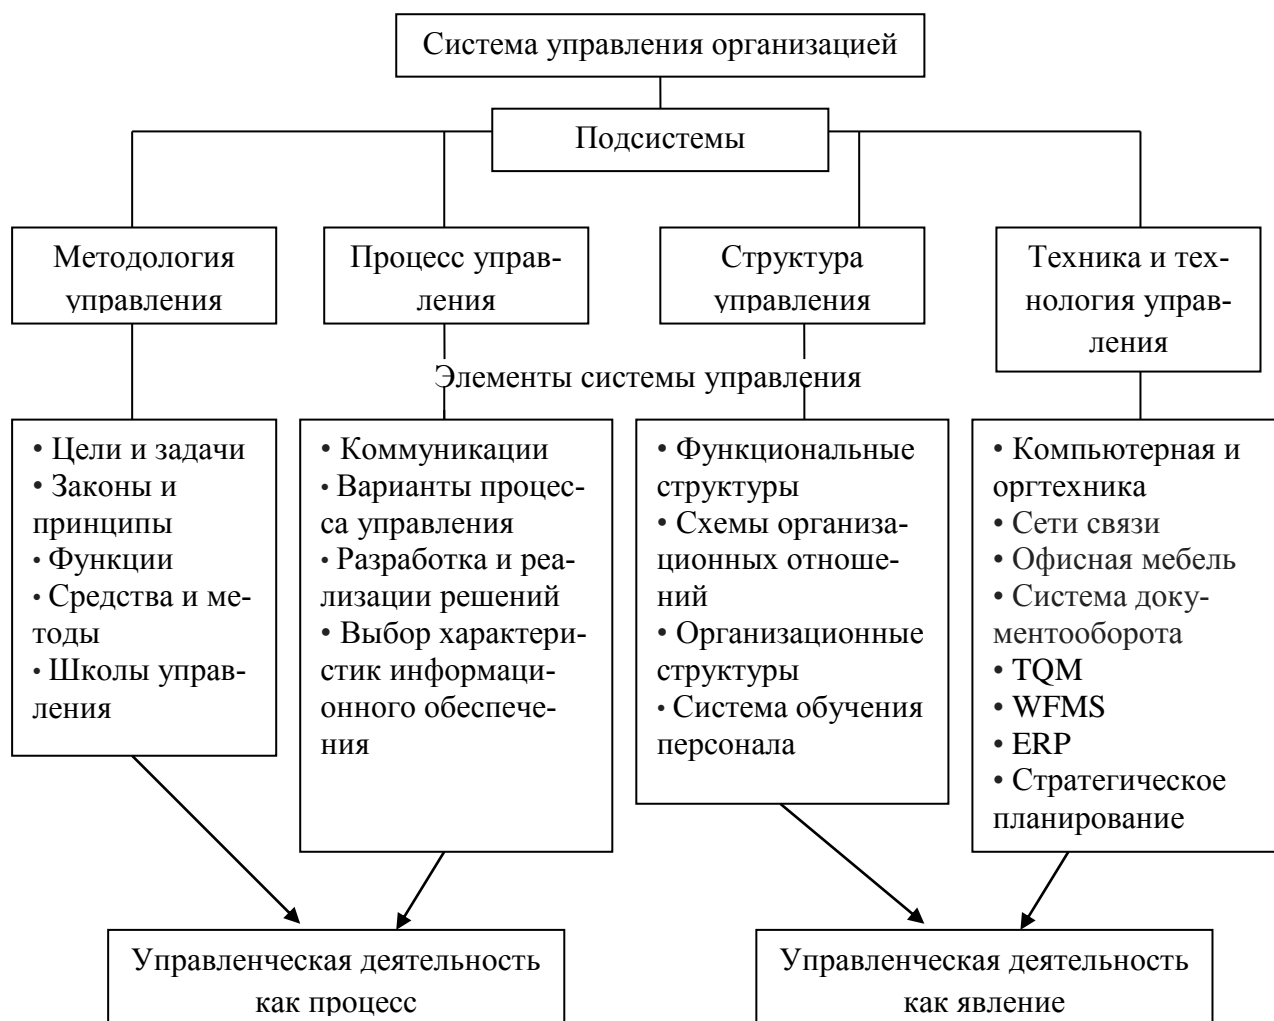 Система управления организацией
Подсистемы
Методология
управления
Процесс управ-
ления
Структура
управления
Техника и тех-
нология управ-
ления
Элементы системы управления
• Цели и задачи
• Законы и
принципы
• Функции
• Средства и ме-
тоды
• Школы управ-
ления
• Коммуникации
• Варианты процес-
са управления
• Разработка и реа-
лизации решений
• Выбор характери-
стик информаци-
онного обеспече-
ния
• Функциональные
структуры
• Схемы организа-
ционных отноше-
ний
• Организационные
структуры
• Система обучения
персонала
• Компьютерная и
оргтехника
• Сети связи
• Офисная мебель
• Система доку-
ментооборота
• TQM
• WFMS
• ERP
• Стратегическое
планирование
Управленческая деятельность
как процесс
Управленческая деятельность
как явление